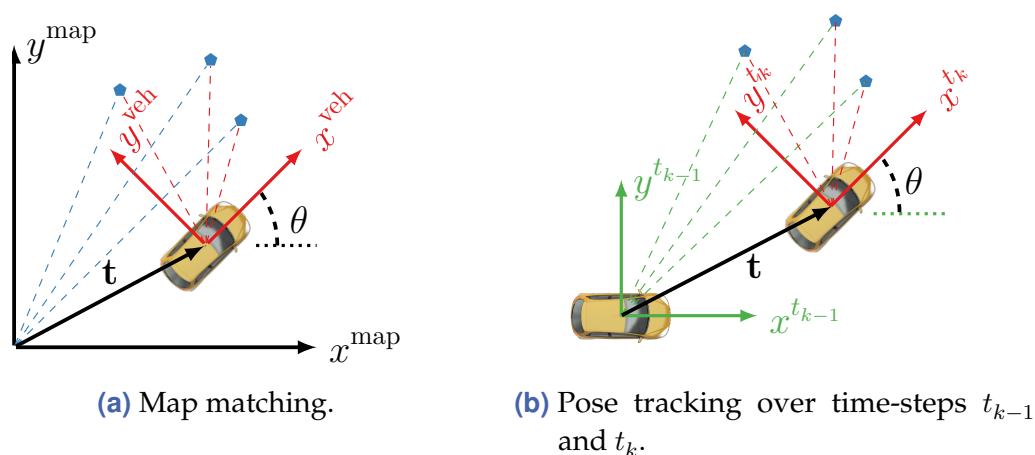 y^map
y^veh
x^veh
θ
t
x^map
(a) Map matching.
y^{t_k}
x^{t_k}
y^{t_{k−1}}
θ
t
x^{t_{k−1}}
(b) Pose tracking over time-steps t_{k−1}
and t_k.